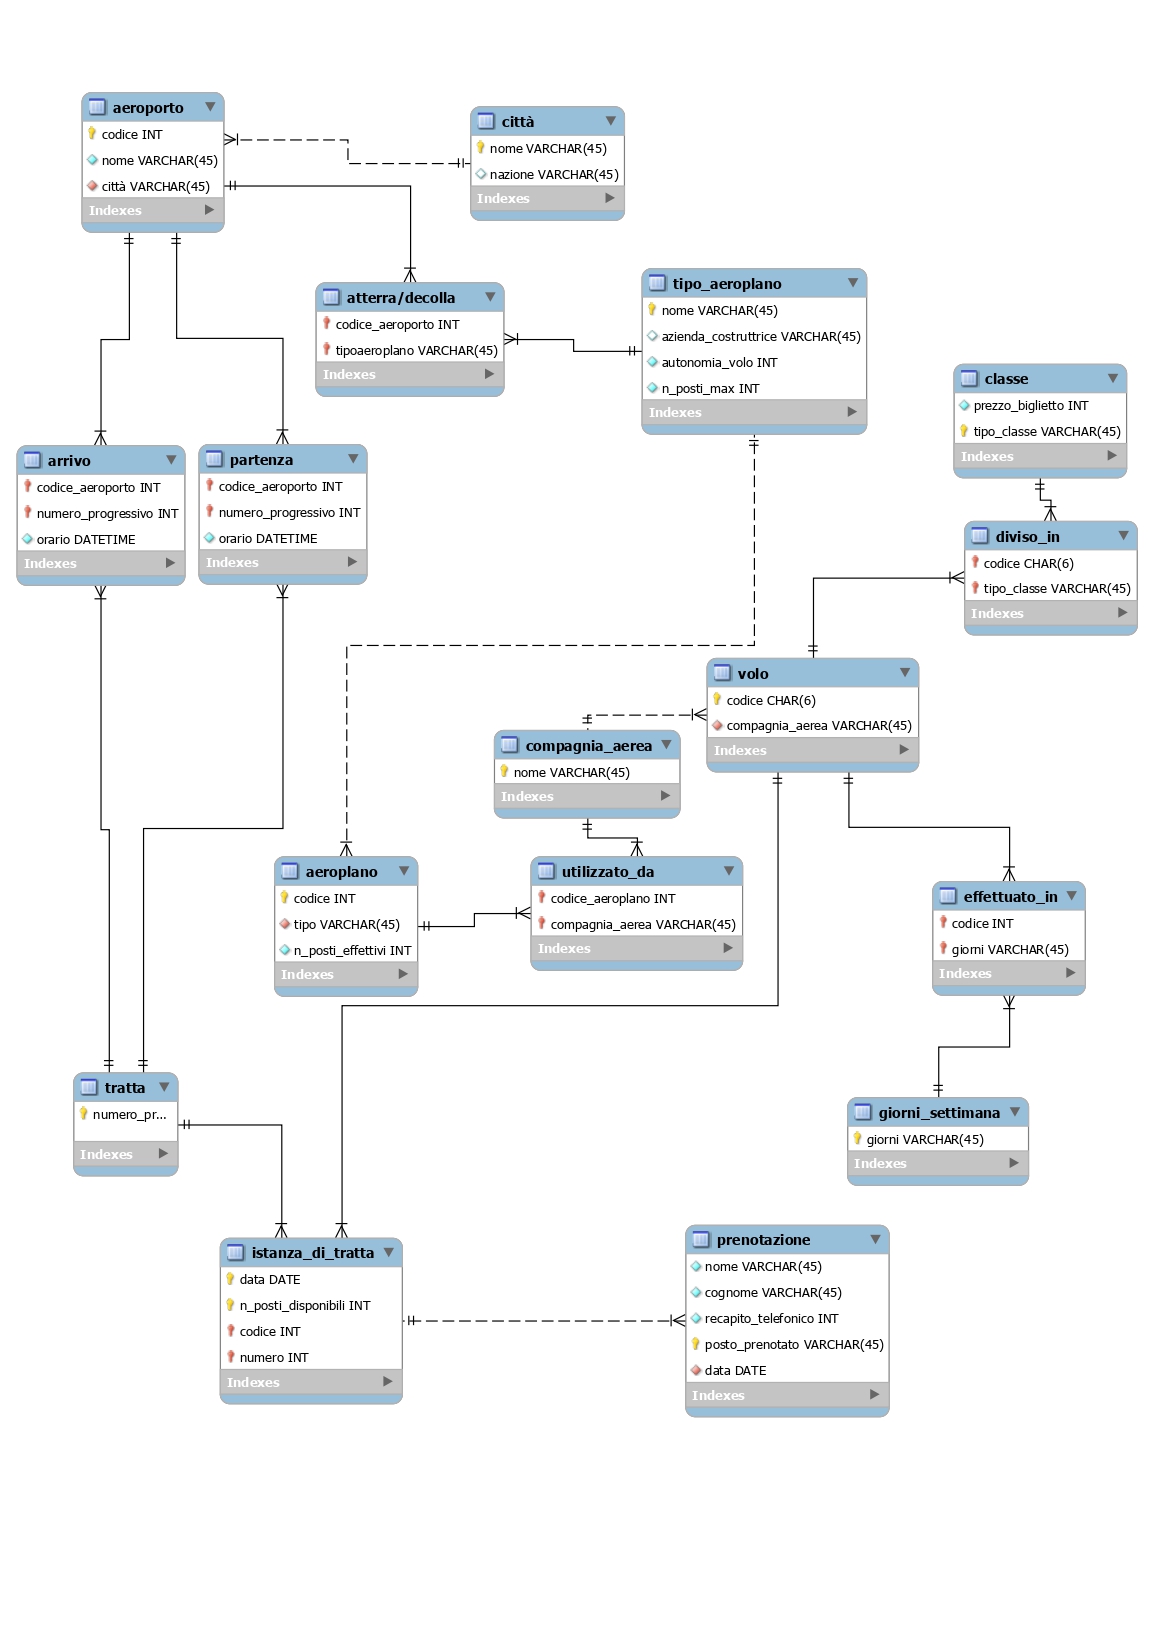 aeroporto
codice INT
nome VARCHAR(45)
città VARCHAR(45)
Indexes
città
nome VARCHAR(45)
nazione VARCHAR(45)
Indexes
atterra/decolla
codice_aeroporto INT
tipoaeroplano VARCHAR(45)
Indexes
tipo_aeroplano
nome VARCHAR(45)
azienda_costruttrice VARCHAR(45)
autonomia_volo INT
n_posti_max INT
Indexes
classe
prezzo_biglietto INT
tipo_classe VARCHAR(45)
Indexes
arrivo
codice_aeroporto INT
numero_progressivo INT
orario DATETIME
Indexes
partenza
codice_aeroporto INT
numero_progressivo INT
orario DATETIME
Indexes
diviso_in
codice CHAR(6)
tipo_classe VARCHAR(45)
Indexes
volo
codice CHAR(6)
compagnia_aerea VARCHAR(45)
Indexes
compagnia_aerea
nome VARCHAR(45)
Indexes
aeroplano
codice INT
tipo VARCHAR(45)
n_posti_effettivi INT
Indexes
utilizzato_da
codice_aeroplano INT
compagnia_aerea VARCHAR(45)
Indexes
effettuato_in
codice INT
giorni VARCHAR(45)
Indexes
tratta
numero_pr...
Indexes
giorni_settimana
giorni VARCHAR(45)
Indexes
istanza_di_tratta
data DATE
n_posti_disponibili INT
codice INT
numero INT
Indexes
prenotazione
nome VARCHAR(45)
cognome VARCHAR(45)
recapito_telefonico INT
posto_prenotato VARCHAR(45)
data DATE
Indexes